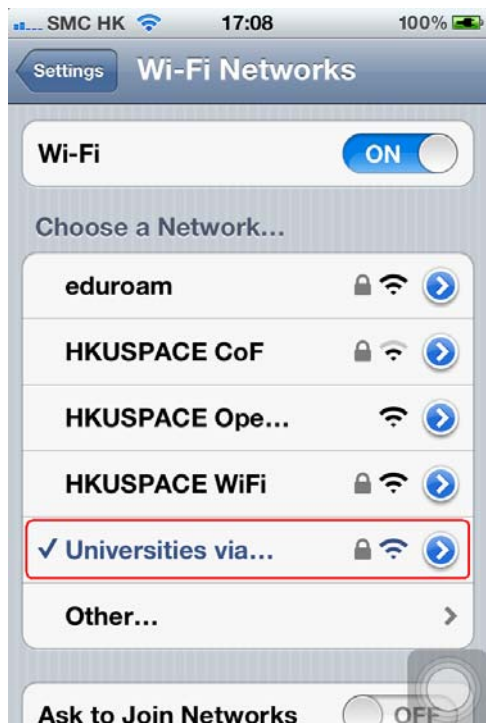 SMC HK 17:08 100%
Settings Wi-Fi Networks
Wi-Fi ON
Choose a Network...
eduroam
HKUSPACE CoF
HKUSPACE Ope...
HKUSPACE WiFi
✓ Universities via...
Other...
Ask to Join Networks OFF